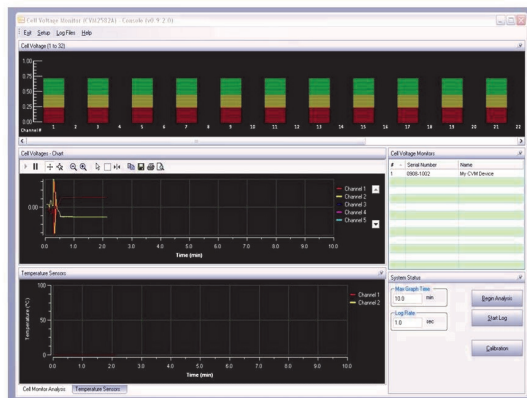 Cell Voltage Monitor (CVM2502A) - Console (v0.9.2.0)
Exit Setup Log Files Help
Cell Voltage (1 to 32)
1.00
0.75
0.50
0.25
0.00
Channel # 1 2 3 4 5 6 7 8 9 10 11 12 13 14 15 16 17 18 19 20 21 22
Cell Voltages - Chart
0.00
0.0 1.0 2.0 3.0 4.0 5.0 6.0 7.0 8.0 9.0 10.0
Time (min)
Channel 1
Channel 2
Channel 3
Channel 4
Channel 5
Cell Voltage Monitors
# Serial Number Name
1 0908-1002 My CVM Device
Temperature Sensors
100
50
0
Temperature (°C)
0.0 1.0 2.0 3.0 4.0 5.0 6.0 7.0 8.0 9.0 10.0
Time (min)
Channel 1
Channel 2
System Status
Max Graph Time
10.0 min
Log Rate
1.0 sec
Begin Analysis
Start Log
Calibration
Cell Monitor Analysis Temperature Sensors